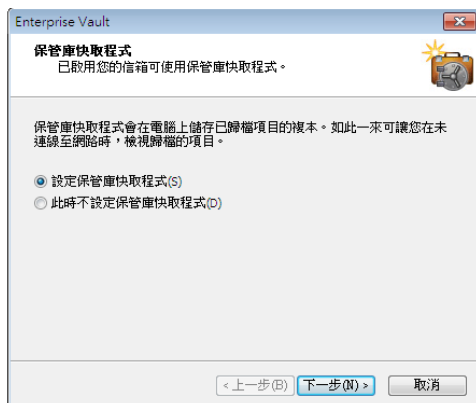 Enterprise Vault
保管庫快取程式
已啟用您的信箱可使用保管庫快取程式。
保管庫快取程式會在電腦上儲存已歸檔項目的複本。如此一來可讓您在未
連線至網路時，檢視歸檔的項目。
設定保管庫快取程式(S)
此時不設定保管庫快取程式(D)
<上一步(B)
下一步(N)>
取消